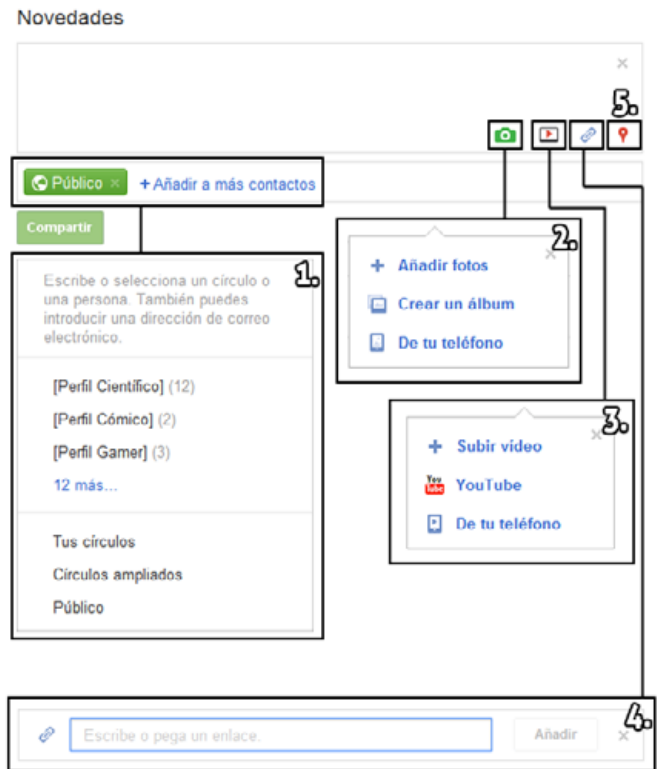 Novedades
5.
Público × + Añadir a más contactos
Compartir
1.
Escribe o selecciona un círculo o
una persona. También puedes
introducir una dirección de correo
electrónico.
[Perfil Científico] (12)
[Perfil Cómico] (2)
[Perfil Gamer] (3)
12 más...
Tus círculos
Círculos ampliados
Público
2.
+ Añadir fotos
Crear un álbum
De tu teléfono
3.
+ Subir vídeo
You Tube YouTube
De tu teléfono
4.
Escribe o pega un enlace.
Añadir